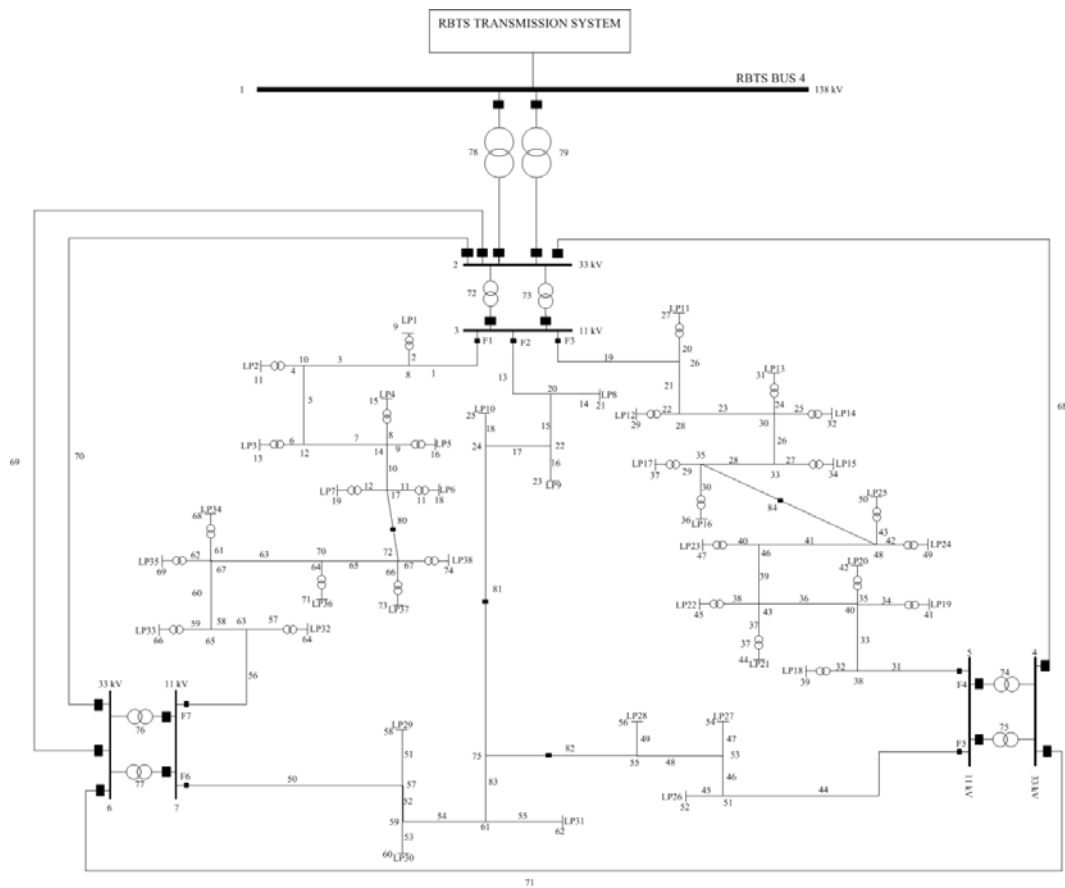 RBTS TRANSMISSION SYSTEM
RBTS BUS 4
1
138 kV
78
79
2
33 kV
72
73
3
11 kV
F1
F2
F3
69
70
68
LP1
9
2
8
1
3
10
LP2
4
11
5
LP3
6
13
12
7
LP4
15
8
14
9
LP5
16
10
LP7
12
19
17
11
11
LP6
18
80
13
20
LP8
14
21
15
LP10
25
18
24
17
22
16
23
LP9
81
19
LP11
27
20
26
21
LP12
22
29
28
23
LP13
31
24
30
25
LP14
32
26
LP17
35
28
27
LP15
37
29
33
34
30
36
LP16
84
LP25
50
43
LP23
40
41
42
LP24
47
46
48
49
39
LP20
42
LP22
38
36
35
34
LP19
45
43
40
41
37
37
44
LP21
33
LP18
32
31
39
38
5
4
F4
74
F5
75
11 kV
33 kV
LP34
68
61
LP35
62
63
70
72
LP38
69
67
64
65
66
67
74
71
LP36
73
LP37
60
LP33
59
58
63
57
LP32
66
65
64
56
33 kV
11 kV
F7
76
F6
77
6
7
50
LP29
58
51
57
52
59
54
53
60
LP30
61
55
LP31
62
83
75
82
LP28
56
49
55
48
LP27
54
47
53
46
LP26
45
52
51
44
71